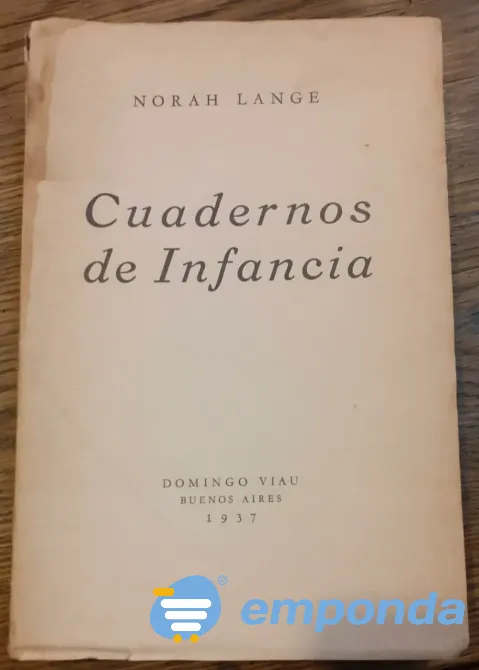 NORAH LANGE
Cuadernos
de Infancia
DOMINGO VIAU
BUENOS AIRES
1937
emponda